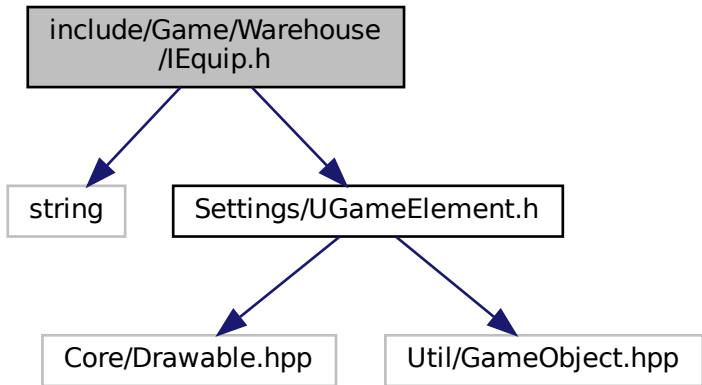 include/Game/Warehouse
/IEquip.h
string
Settings/UGameElement.h
Core/Drawable.hpp
Util/GameObject.hpp